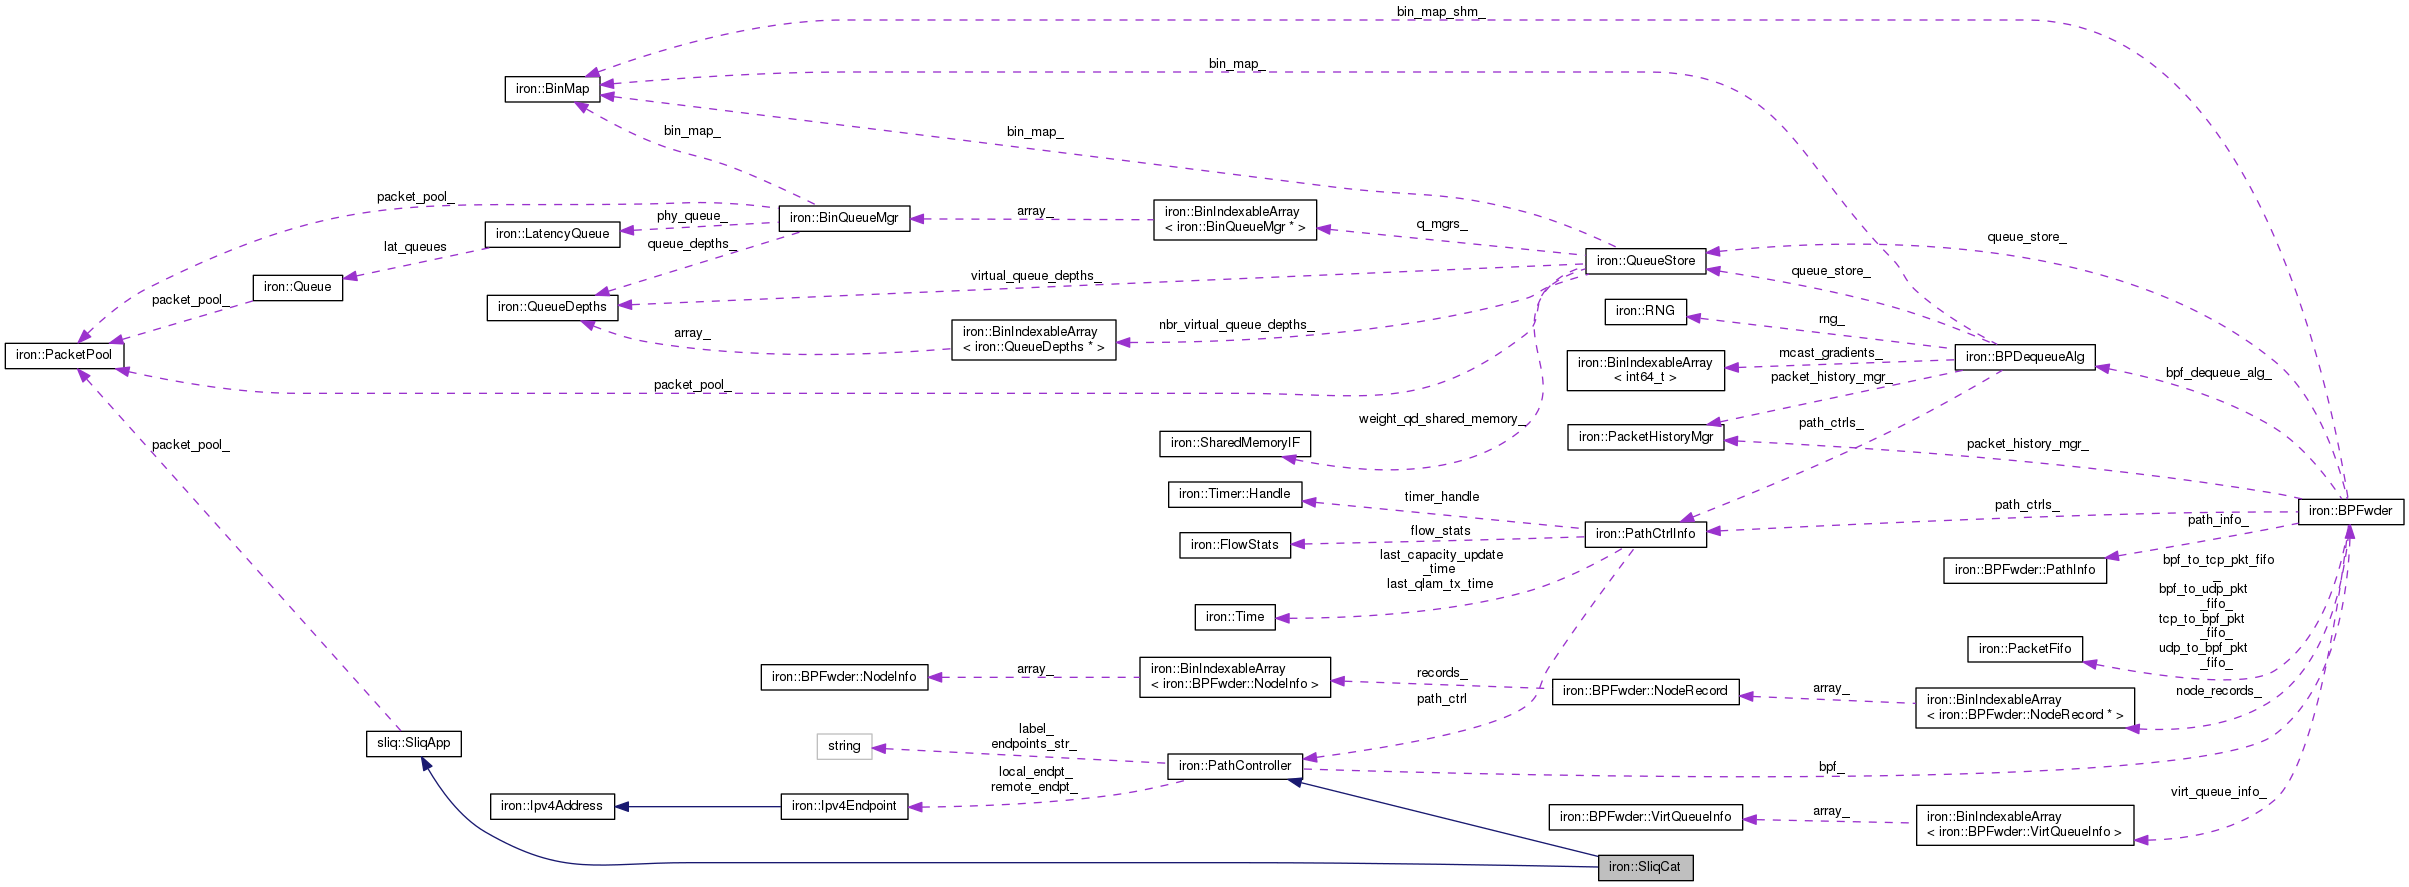 bin_map_shm_
bin_map_
iron::BinMap
bin_map_
bin_map_
packet_pool_
iron::BinQueueMgr
phy_queue_
array_
iron::BinIndexableArray
< iron::BinQueueMgr * >
q_mgrs_
iron::LatencyQueue
queue_depths_
lat_queues
queue_store_
iron::QueueStore
queue_store_
virtual_queue_depths_
iron::Queue
packet_pool_
iron::QueueDepths
iron::RNG
rng_
nbr_virtual_queue_depths_
array_
iron::BinIndexableArray
< iron::QueueDepths * >
iron::PacketPool
iron::BPDequeueAlg
mcast_gradients_
iron::BinIndexableArray
< int64_t >
packet_history_mgr_
bpf_dequeue_alg_
packet_pool_
weight_qd_shared_memory_
path_ctrls_
iron::PacketHistoryMgr
iron::SharedMemoryIF
packet_history_mgr_
packet_pool_
iron::Timer::Handle
timer_handle
path_ctrls_
iron::BPFwder
path_info_
flow_stats
iron::PathCtrlInfo
iron::FlowStats
last_capacity_update
_time
last_qlam_tx_time
iron::BPFwder::PathInfo
bpf_to_tcp_pkt_fifo
_
bpf_to_udp_pkt
_fifo_
tcp_to_bpf_pkt
_fifo_
udp_to_bpf_pkt
_fifo_
iron::Time
iron::PacketFifo
iron::BPFwder::NodeInfo
array_
iron::BinIndexableArray
< iron::BPFwder::NodeInfo >
records_
path_ctrl
iron::BPFwder::NodeRecord
array_
iron::BinIndexableArray
< iron::BPFwder::NodeRecord * >
node_records_
sliq::SliqApp
string
label_
endpoints_str_
iron::PathController
bpf_
local_endpt_
remote_endpt_
iron::Ipv4Address
iron::Ipv4Endpoint
virt_queue_info_
iron::BPFwder::VirtQueueInfo
array_
iron::BinIndexableArray
< iron::BPFwder::VirtQueueInfo >
iron::SliqCat